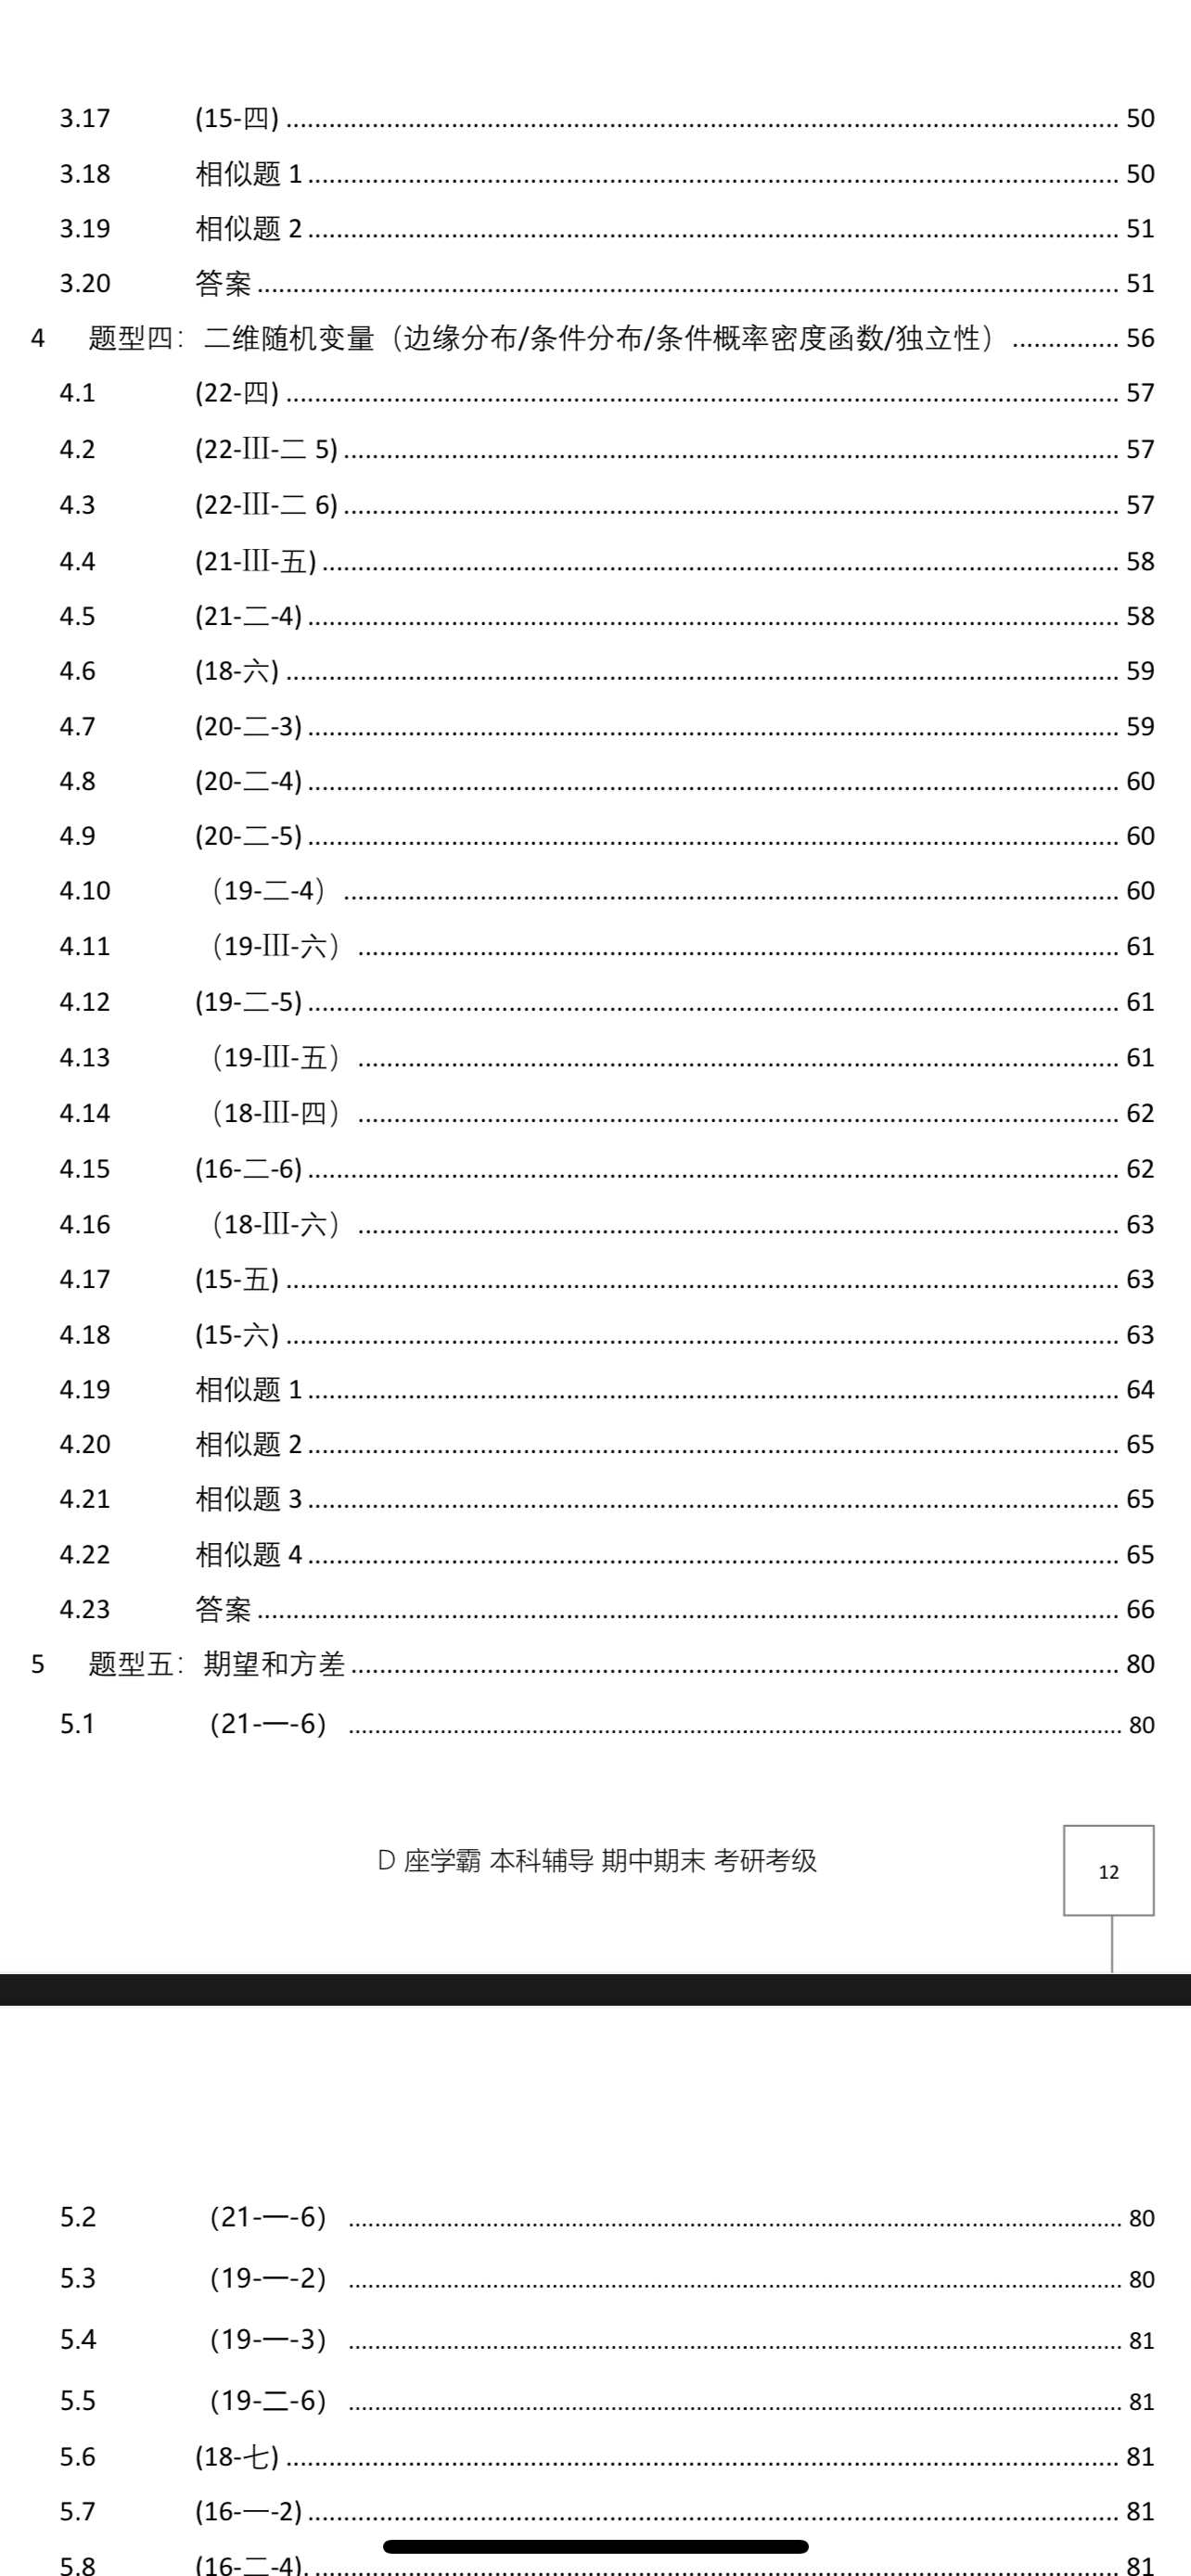 3.17 (15-四) 50
3.18 相似题 1 50
3.19 相似题 2 51
3.20 答案 51
4 题型四：二维随机变量（边缘分布/条件分布/条件概率密度函数/独立性） 56
4.1 (22-四) 57
4.2 (22-III-二 5) 57
4.3 (22-III-二 6) 57
4.4 (21-III-五) 58
4.5 (21-二-4) 58
4.6 (18-六) 59
4.7 (20-二-3) 59
4.8 (20-二-4) 60
4.9 (20-二-5) 60
4.10 （19-二-4） 60
4.11 （19-III-六） 61
4.12 (19-二-5) 61
4.13 （19-III-五） 61
4.14 （18-III-四） 62
4.15 (16-二-6) 62
4.16 （18-III-六） 63
4.17 (15-五) 63
4.18 (15-六) 63
4.19 相似题 1 64
4.20 相似题 2 65
4.21 相似题 3 65
4.22 相似题 4 65
4.23 答案 66
5 题型五：期望和方差 80
5.1 （21-一-6） 80
D 座学霸 本科辅导 期中期末 考研考级
12
5.2 （21-一-6） 80
5.3 （19-一-2） 80
5.4 （19-一-3） 81
5.5 （19-二-6） 81
5.6 (18-七) 81
5.7 (16-一-2) 81
5.8 (16-二-4). 81